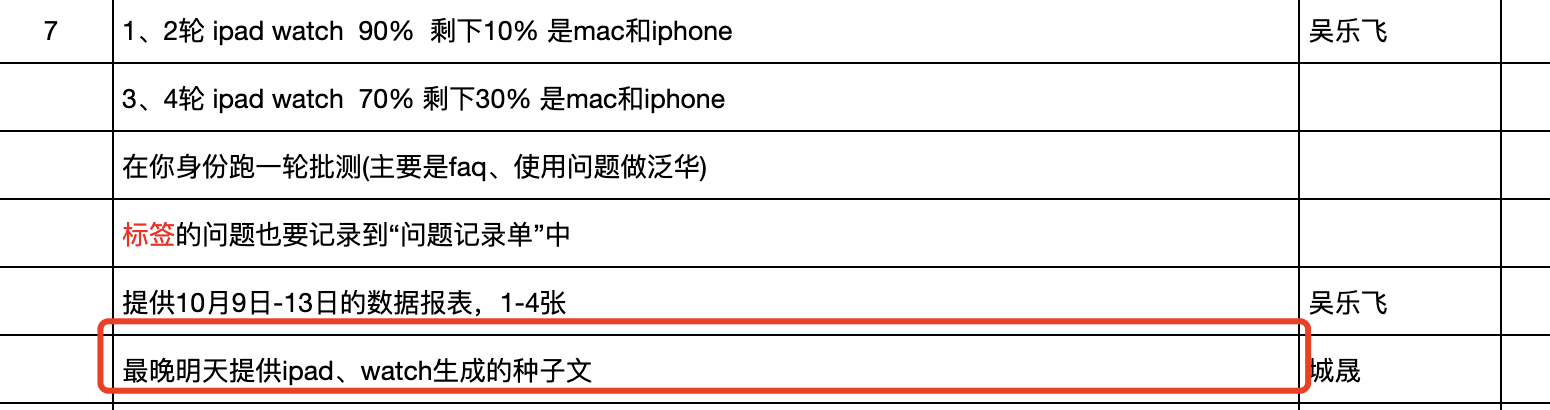 7 1、2轮 ipad watch  90%  剩下10% 是mac和iphone 吴乐飞
3、4轮 ipad watch  70% 剩下30% 是mac和iphone
在你身份跑一轮批测(主要是faq、使用问题做泛华)
标签的问题也要记录到“问题记录单”中
提供10月9日-13日的数据报表，1-4张 吴乐飞
最晚明天提供ipad、watch生成的种子文 城晟